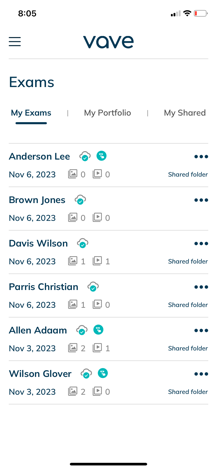 8:05
vave
Exams
My Exams | My Portfolio | My Shared
Anderson Lee
Nov 6, 2023 0 0 Shared folder
Brown Jones
Nov 6, 2023 0 0
Davis Wilson
Nov 6, 2023 1 1 Shared folder
Parris Christian
Nov 6, 2023 1 0 Shared folder
Allen Adaam
Nov 3, 2023 2 1 Shared folder
Wilson Glover
Nov 3, 2023 2 0 Shared folder